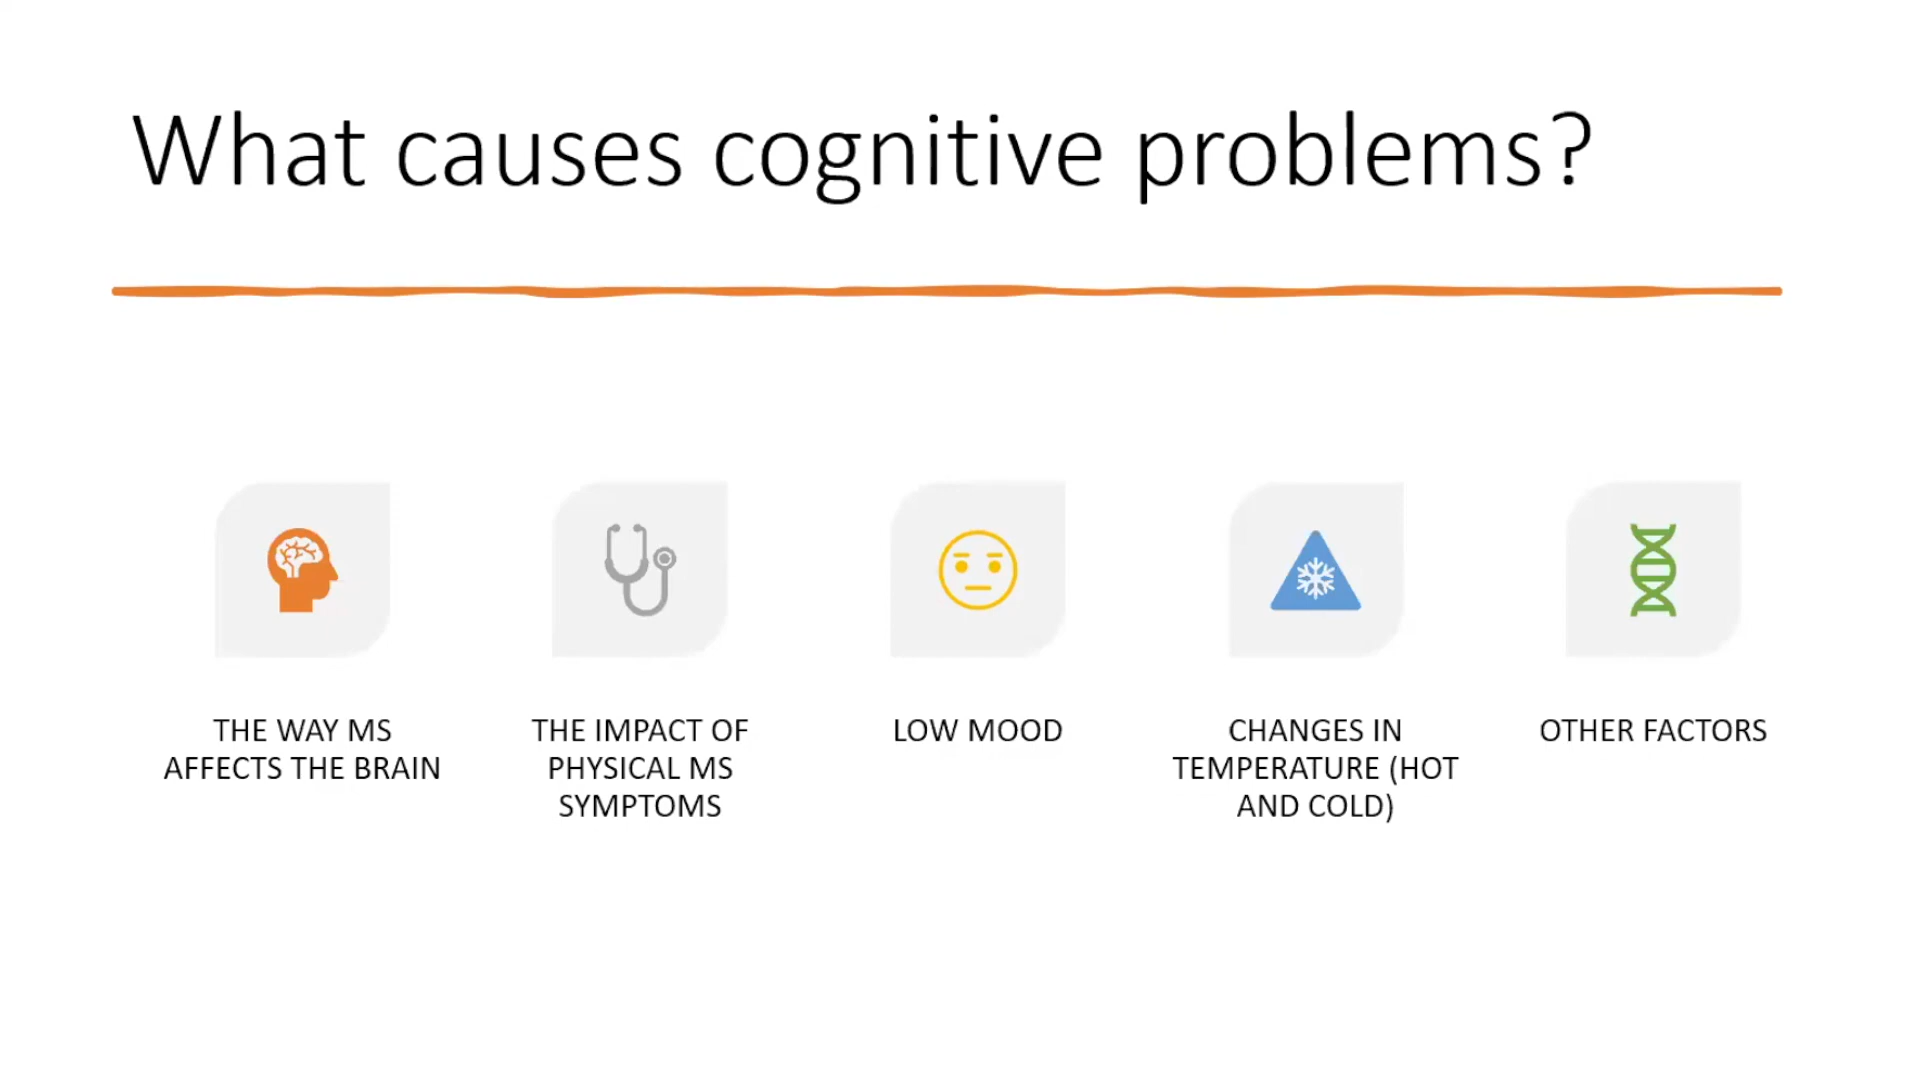 What causes cognitive problems?
THE WAY MS
AFFECTS THE BRAIN
THE IMPACT OF
PHYSICAL MS
SYMPTOMS
LOW MOOD
CHANGES IN
TEMPERATURE (HOT
AND COLD)
OTHER FACTORS